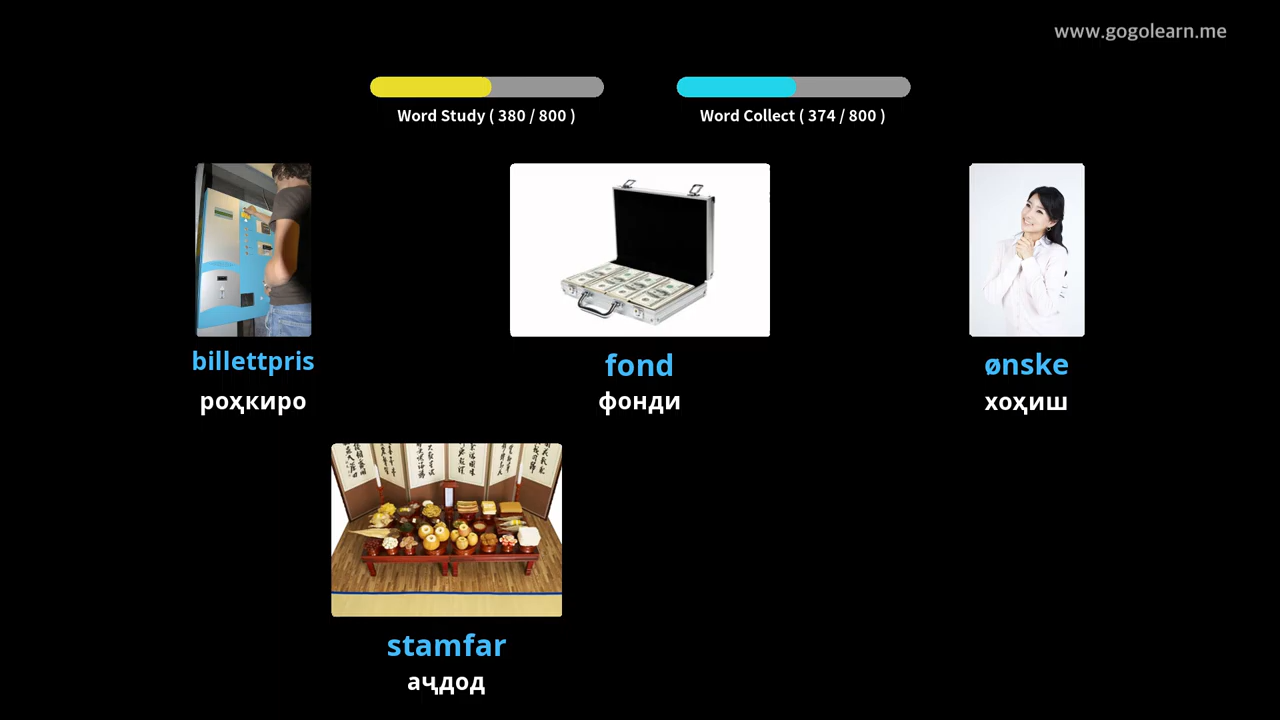 www.gogolearn.me
Word Study ( 380 / 800 )
Word Collect ( 374 / 800 )
billettpris
роҳкиро
fond
фонди
ønske
хоҳиш
stamfar
аҷдод